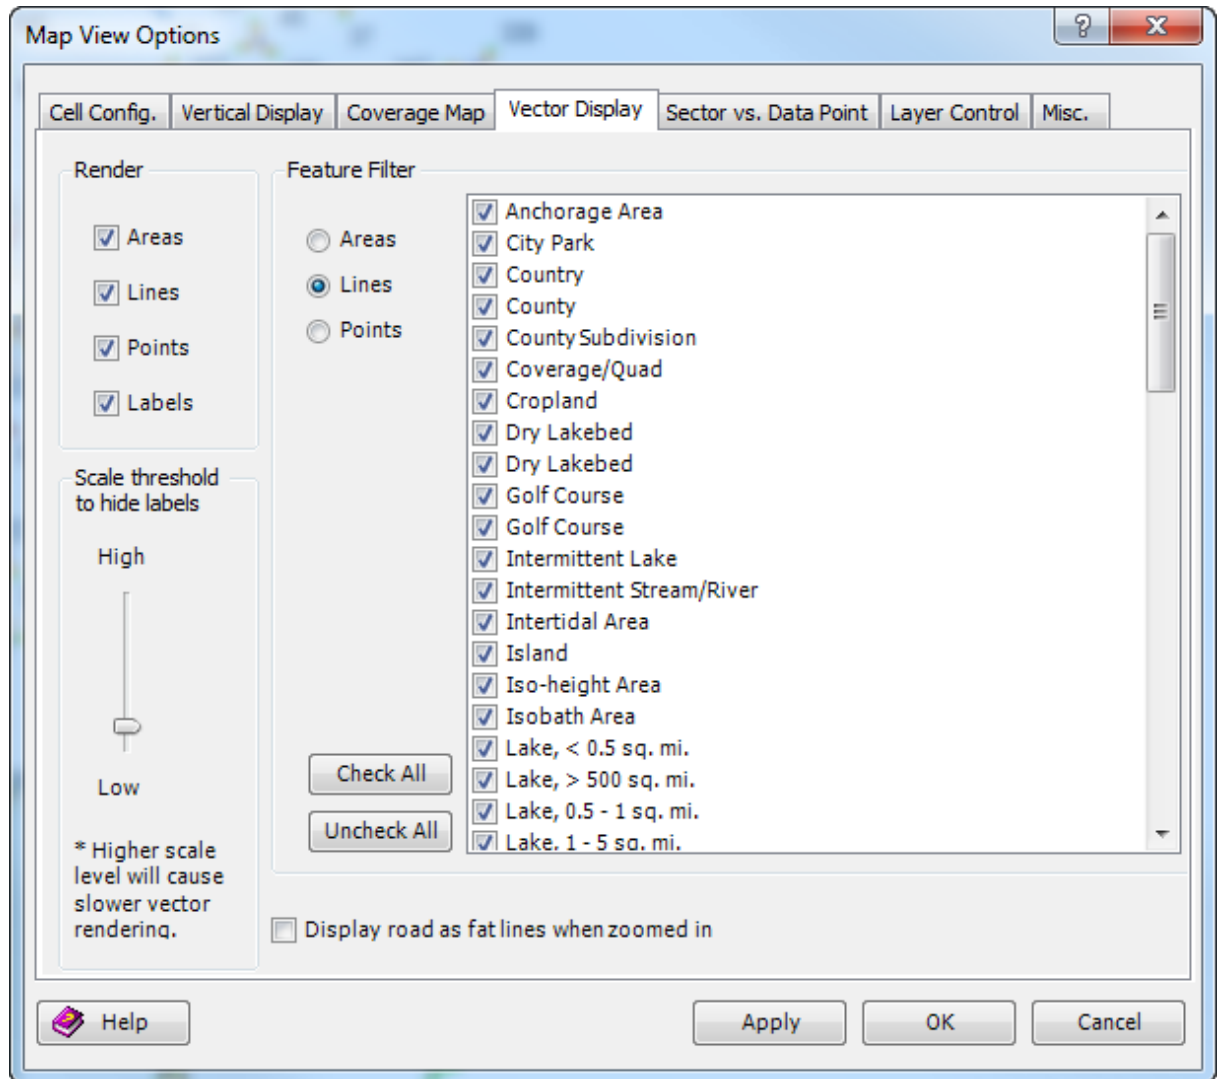 Map View Options
Cell Config.
Vertical Display
Coverage Map
Vector Display
Sector vs. Data Point
Layer Control
Misc.
Render
Areas
Lines
Points
Labels
Scale threshold
to hide labels
High
Low
* Higher scale
level will cause
slower vector
rendering.
Feature Filter
Areas
Lines
Points
Check All
Uncheck All
Anchorage Area
City Park
Country
County
County Subdivision
Coverage/Quad
Cropland
Dry Lakebed
Dry Lakebed
Golf Course
Golf Course
Intermittent Lake
Intermittent Stream/River
Intertidal Area
Island
Iso-height Area
Isobath Area
Lake, < 0.5 sq. mi.
Lake, > 500 sq. mi.
Lake, 0.5 - 1 sq. mi.
Lake, 1 - 5 sq. mi.
Display road as fat lines when zoomed in
Help
Apply
OK
Cancel